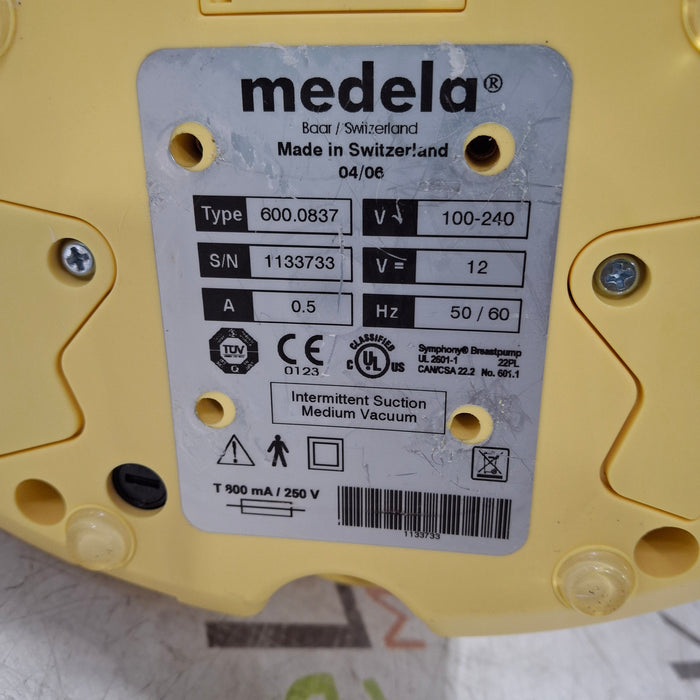 medela®
Baar / Switzerland
Made in Switzerland
04/06
Type 600.0837
V 100-240
S/N 1133733
V 12
A 0.5
Hz 50 / 60
TÜV
CE
0123
CLASSIFIED
C UL US
Symphony® Breastpump
UL 2601-1 22PL
CAN/CSA 22.2 No. 601.1
Intermittent Suction
Medium Vacuum
T 800 mA / 250 V
1133733